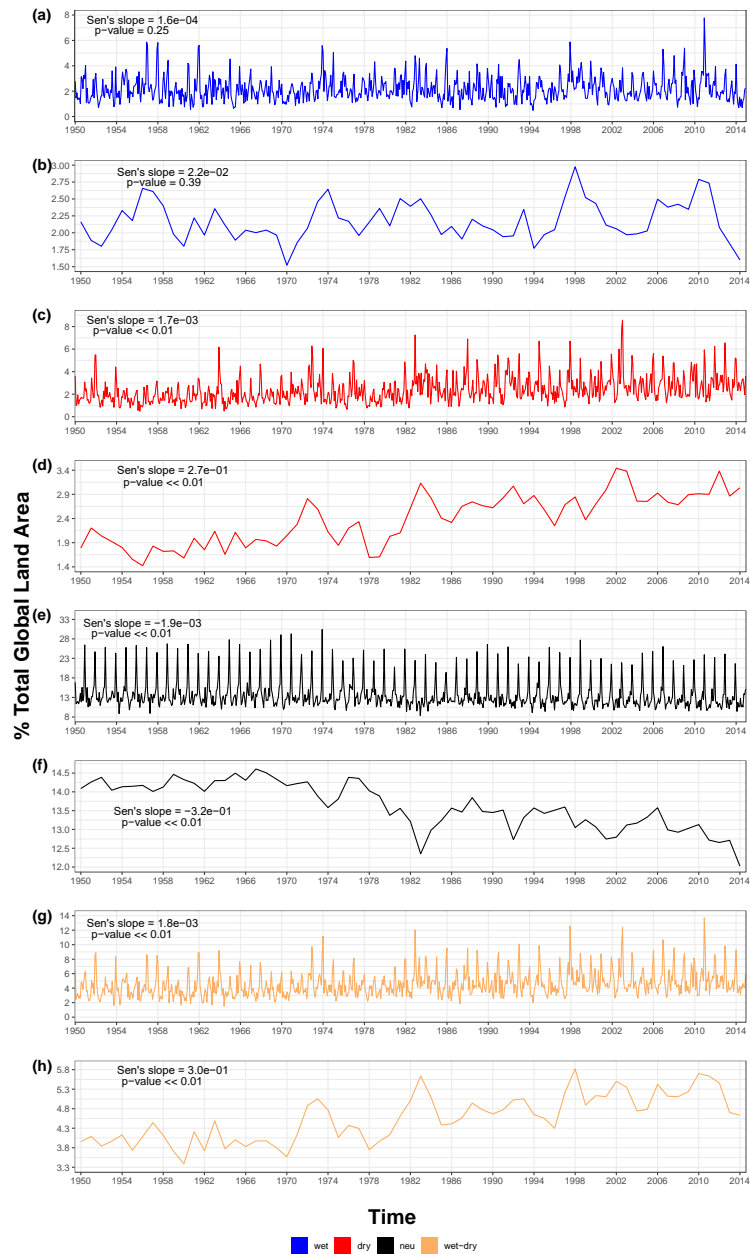 (a)
Sen's slope = 1.6e−04
p−value = 0.25
8
6
4
2
0
1950 1954 1958 1962 1966 1970 1974 1978 1982 1986 1990 1994 1998 2002 2006 2010 2014
(b)
Sen's slope = 2.2e−02
p−value = 0.39
3.00
2.75
2.50
2.25
2.00
1.75
1.50
1950 1954 1958 1962 1966 1970 1974 1978 1982 1986 1990 1994 1998 2002 2006 2010 2014
(c)
Sen's slope = 1.7e−03
p−value << 0.01
8
6
4
2
0
1950 1954 1958 1962 1966 1970 1974 1978 1982 1986 1990 1994 1998 2002 2006 2010 2014
(d)
Sen's slope = 2.7e−01
p−value << 0.01
3.4
2.9
2.4
1.9
1.4
1950 1954 1958 1962 1966 1970 1974 1978 1982 1986 1990 1994 1998 2002 2006 2010 2014
% Total Global Land Area
(e)
Sen's slope = −1.9e−03
p−value << 0.01
33
28
23
18
13
8
1950 1954 1958 1962 1966 1970 1974 1978 1982 1986 1990 1994 1998 2002 2006 2010 2014
(f)
Sen's slope = −3.2e−01
p−value << 0.01
14.5
14.0
13.5
13.0
12.5
12.0
1950 1954 1958 1962 1966 1970 1974 1978 1982 1986 1990 1994 1998 2002 2006 2010 2014
(g)
Sen's slope = 1.8e−03
p−value << 0.01
14
12
10
8
6
4
2
0
1950 1954 1958 1962 1966 1970 1974 1978 1982 1986 1990 1994 1998 2002 2006 2010 2014
(h)
Sen's slope = 3.0e−01
p−value << 0.01
5.8
5.3
4.8
4.3
3.8
3.3
1950 1954 1958 1962 1966 1970 1974 1978 1982 1986 1990 1994 1998 2002 2006 2010 2014
Time
wet dry neu wet−dry